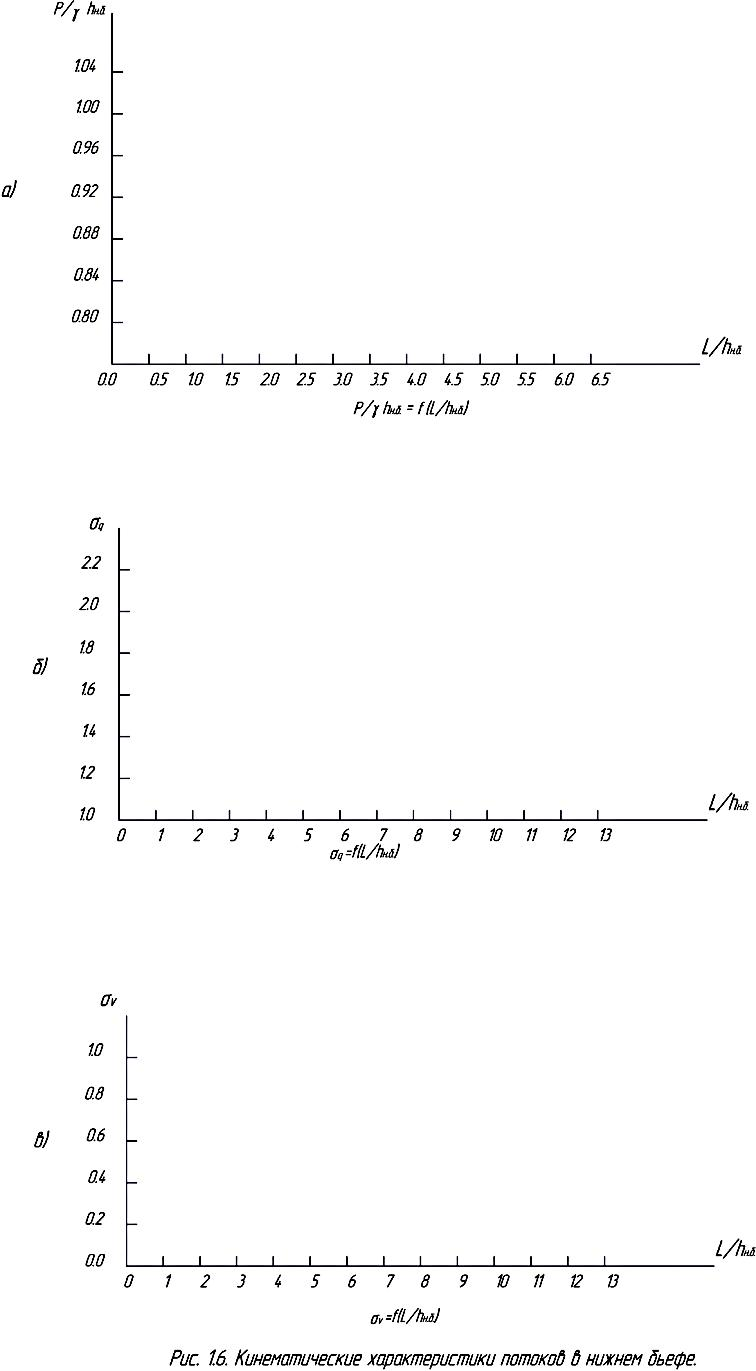 P/γ hнб
1.04
1.00
0.96
а)
0.92
0.88
0.84
0.80
L/hнб
0.0 0.5 1.0 1.5 2.0 2.5 3.0 3.5 4.0 4.5 5.0 5.5 6.0 6.5
P/γ hнб = f (L/hнб)
σq
2.2
2.0
1.8
б)
1.6
1.4
1.2
1.0
L/hнб.
0 1 2 3 4 5 6 7 8 9 10 11 12 13
σq=f(L/hнб)
σv
1.0
0.8
0.6
в)
0.4
0.2
0.0
L/hнб
0 1 2 3 4 5 6 7 8 9 10 11 12 13
σv=f(L/hнб)
Рис. 1.6. Кинематические характеристики потоков в нижнем бьефе.